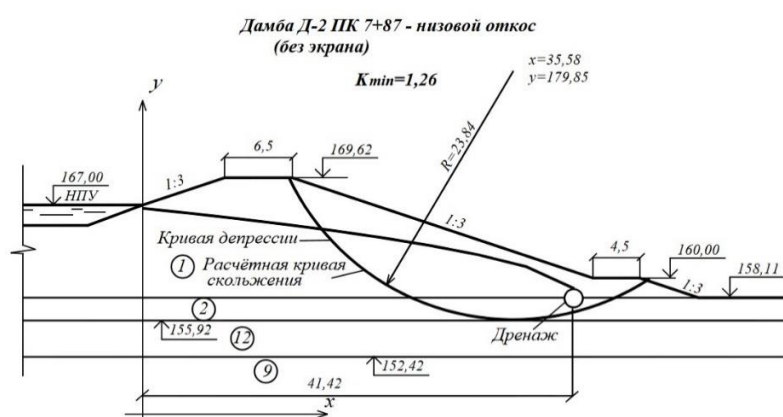 Дамба Д-2 ПК 7+87 - низовой откос
(без экрана)
Kmin=1,26
x=35,58
y=179,85
y
R=23,84
6,5
169,62
167,00
НПУ
1:3
1:3
Кривая депрессии
1 Расчётная кривая
скольжения
4,5
160,00
158,11
1:3
2
Дренаж
155,92
12
152,42
9
41,42
x